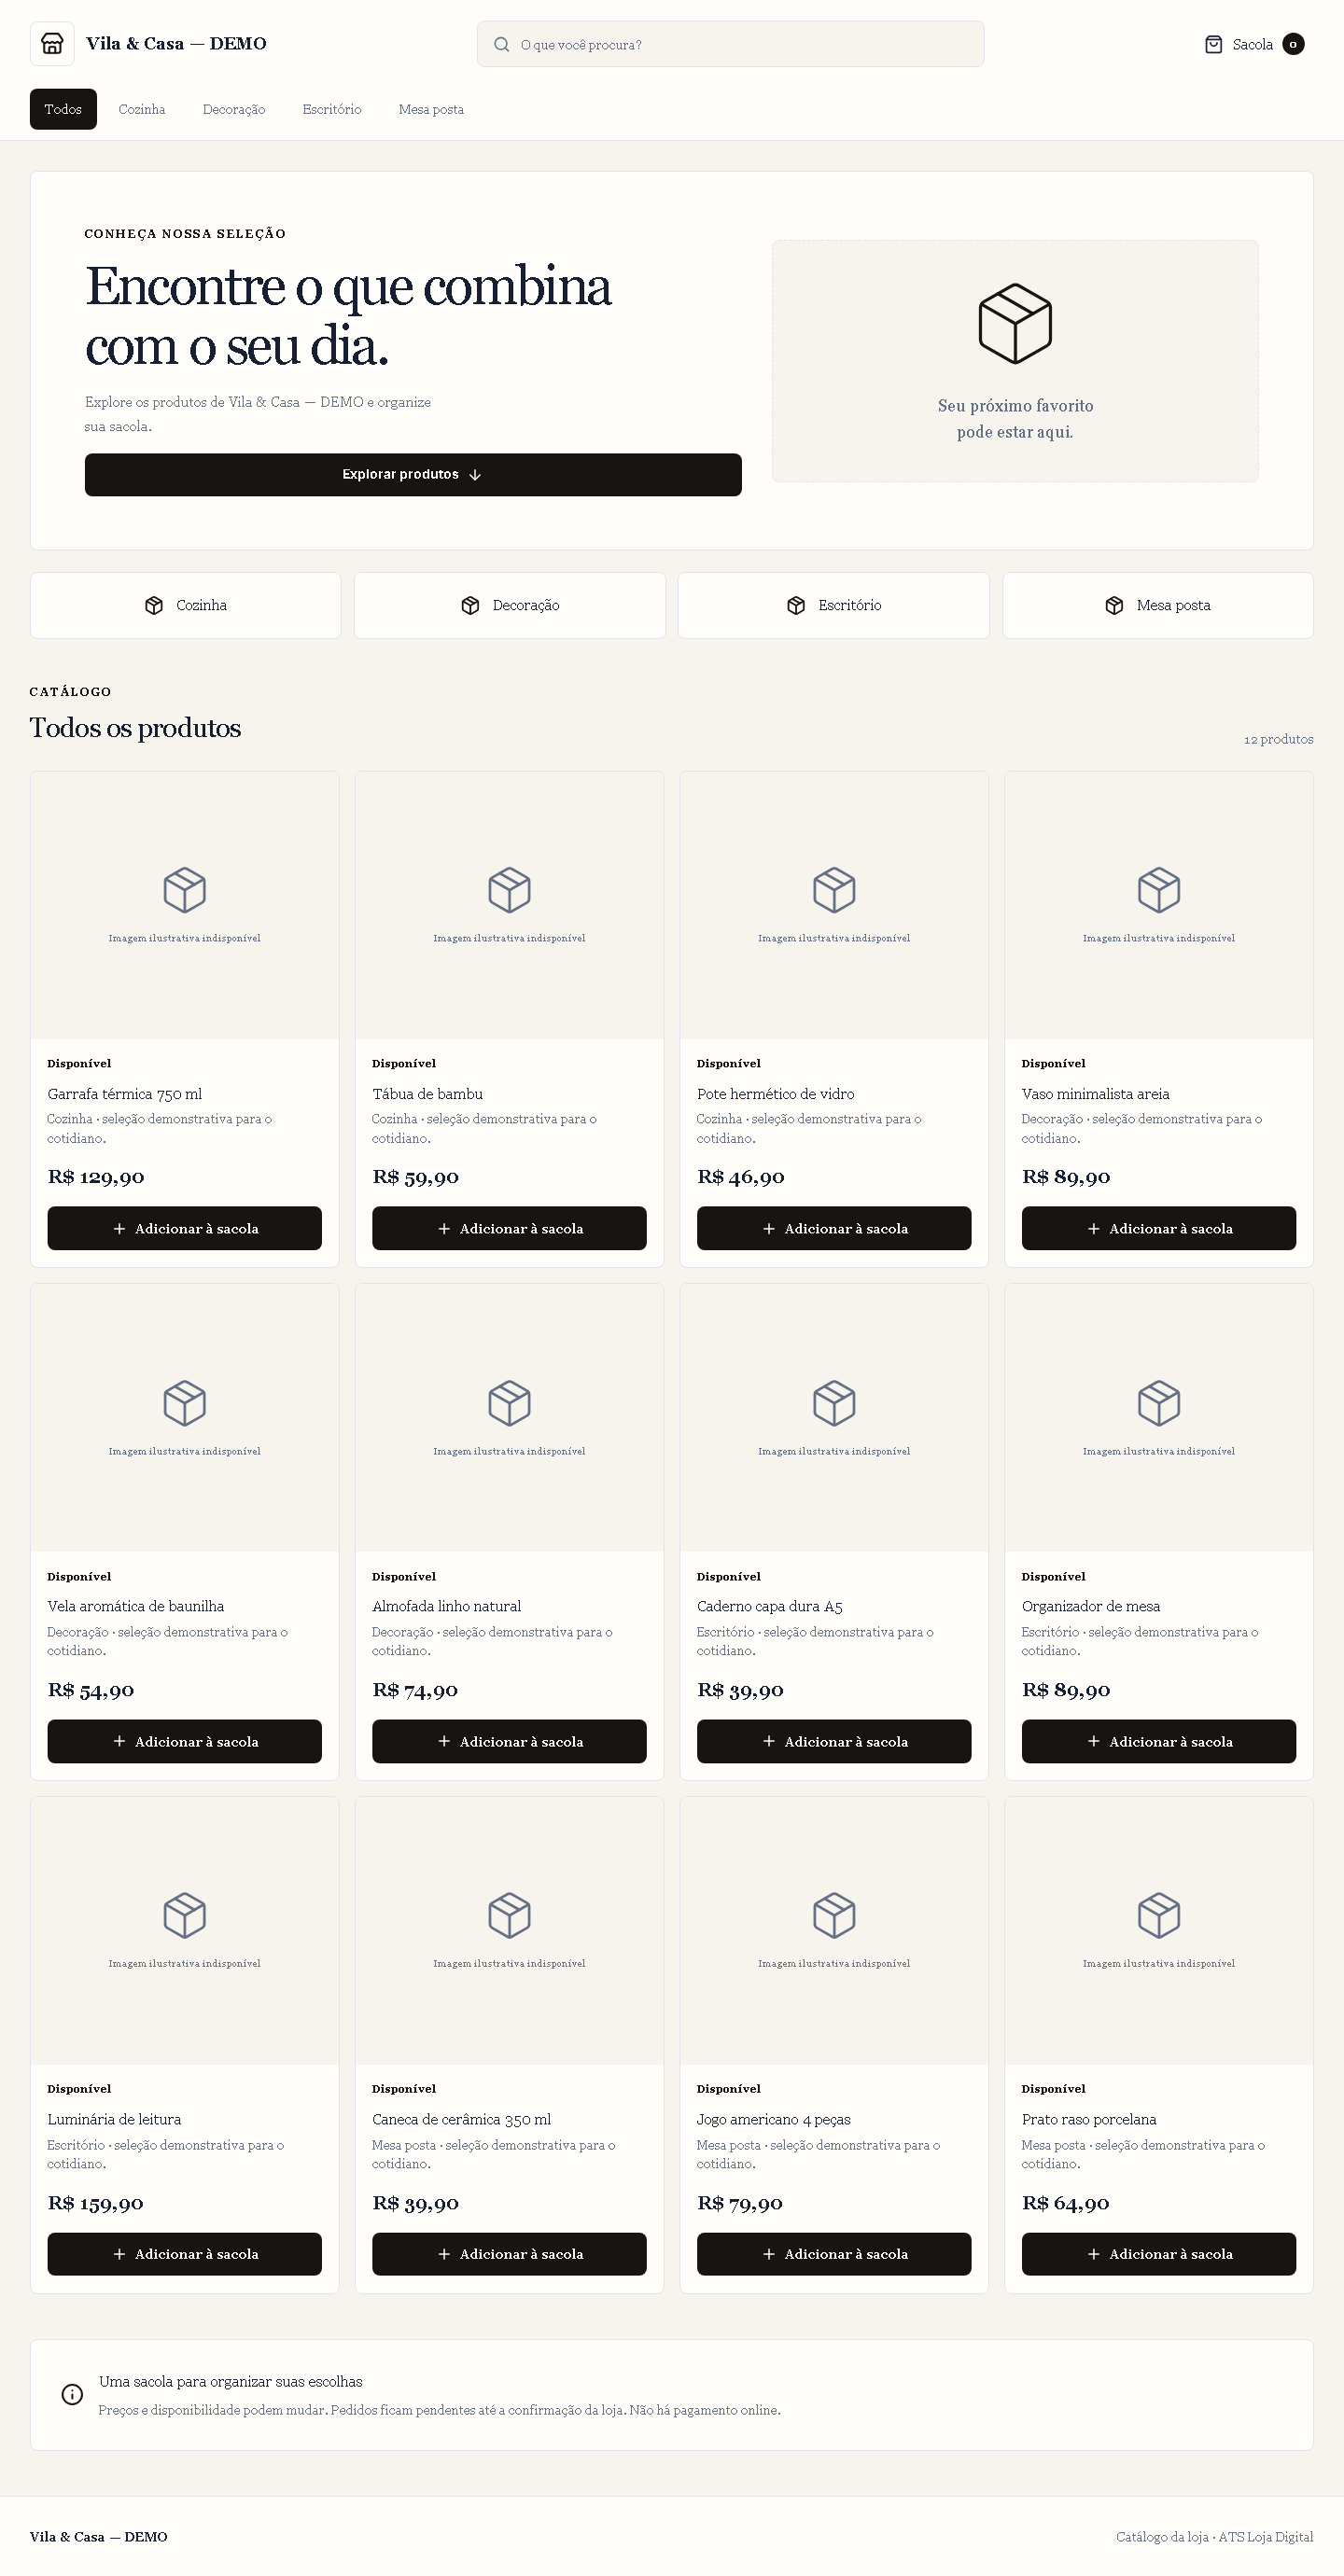 Vila & Casa — DEMO
O que você procura?
Sacola 0
Todos Cozinha Decoração Escritório Mesa posta
CONHEÇA NOSSA SELEÇÃO
Encontre o que combina
com o seu dia.
Explore os produtos de Vila & Casa — DEMO e organize
sua sacola.
Explorar produtos
Seu próximo favorito
pode estar aqui.
Cozinha Decoração Escritório Mesa posta
CATÁLOGO
Todos os produtos
12 produtos
Imagem ilustrativa indisponível
Disponível
Garrafa térmica 750 ml
Cozinha · seleção demonstrativa para o
cotidiano.
R$ 129,90
Adicionar à sacola
Imagem ilustrativa indisponível
Disponível
Tábua de bambu
Cozinha · seleção demonstrativa para o
cotidiano.
R$ 59,90
Adicionar à sacola
Imagem ilustrativa indisponível
Disponível
Pote hermético de vidro
Cozinha · seleção demonstrativa para o
cotidiano.
R$ 46,90
Adicionar à sacola
Imagem ilustrativa indisponível
Disponível
Vaso minimalista areia
Decoração · seleção demonstrativa para o
cotidiano.
R$ 89,90
Adicionar à sacola
Imagem ilustrativa indisponível
Disponível
Vela aromática de baunilha
Decoração · seleção demonstrativa para o
cotidiano.
R$ 54,90
Adicionar à sacola
Imagem ilustrativa indisponível
Disponível
Almofada linho natural
Decoração · seleção demonstrativa para o
cotidiano.
R$ 74,90
Adicionar à sacola
Imagem ilustrativa indisponível
Disponível
Caderno capa dura A5
Escritório · seleção demonstrativa para o
cotidiano.
R$ 39,90
Adicionar à sacola
Imagem ilustrativa indisponível
Disponível
Organizador de mesa
Escritório · seleção demonstrativa para o
cotidiano.
R$ 89,90
Adicionar à sacola
Imagem ilustrativa indisponível
Disponível
Luminária de leitura
Escritório · seleção demonstrativa para o
cotidiano.
R$ 159,90
Adicionar à sacola
Imagem ilustrativa indisponível
Disponível
Caneca de cerâmica 350 ml
Mesa posta · seleção demonstrativa para o
cotidiano.
R$ 39,90
Adicionar à sacola
Imagem ilustrativa indisponível
Disponível
Jogo americano 4 peças
Mesa posta · seleção demonstrativa para o
cotidiano.
R$ 79,90
Adicionar à sacola
Imagem ilustrativa indisponível
Disponível
Prato raso porcelana
Mesa posta · seleção demonstrativa para o
cotidiano.
R$ 64,90
Adicionar à sacola
Uma sacola para organizar suas escolhas
Preços e disponibilidade podem mudar. Pedidos ficam pendentes até a confirmação da loja. Não há pagamento online.
Vila & Casa — DEMO
Catálogo da loja · ATS Loja Digital